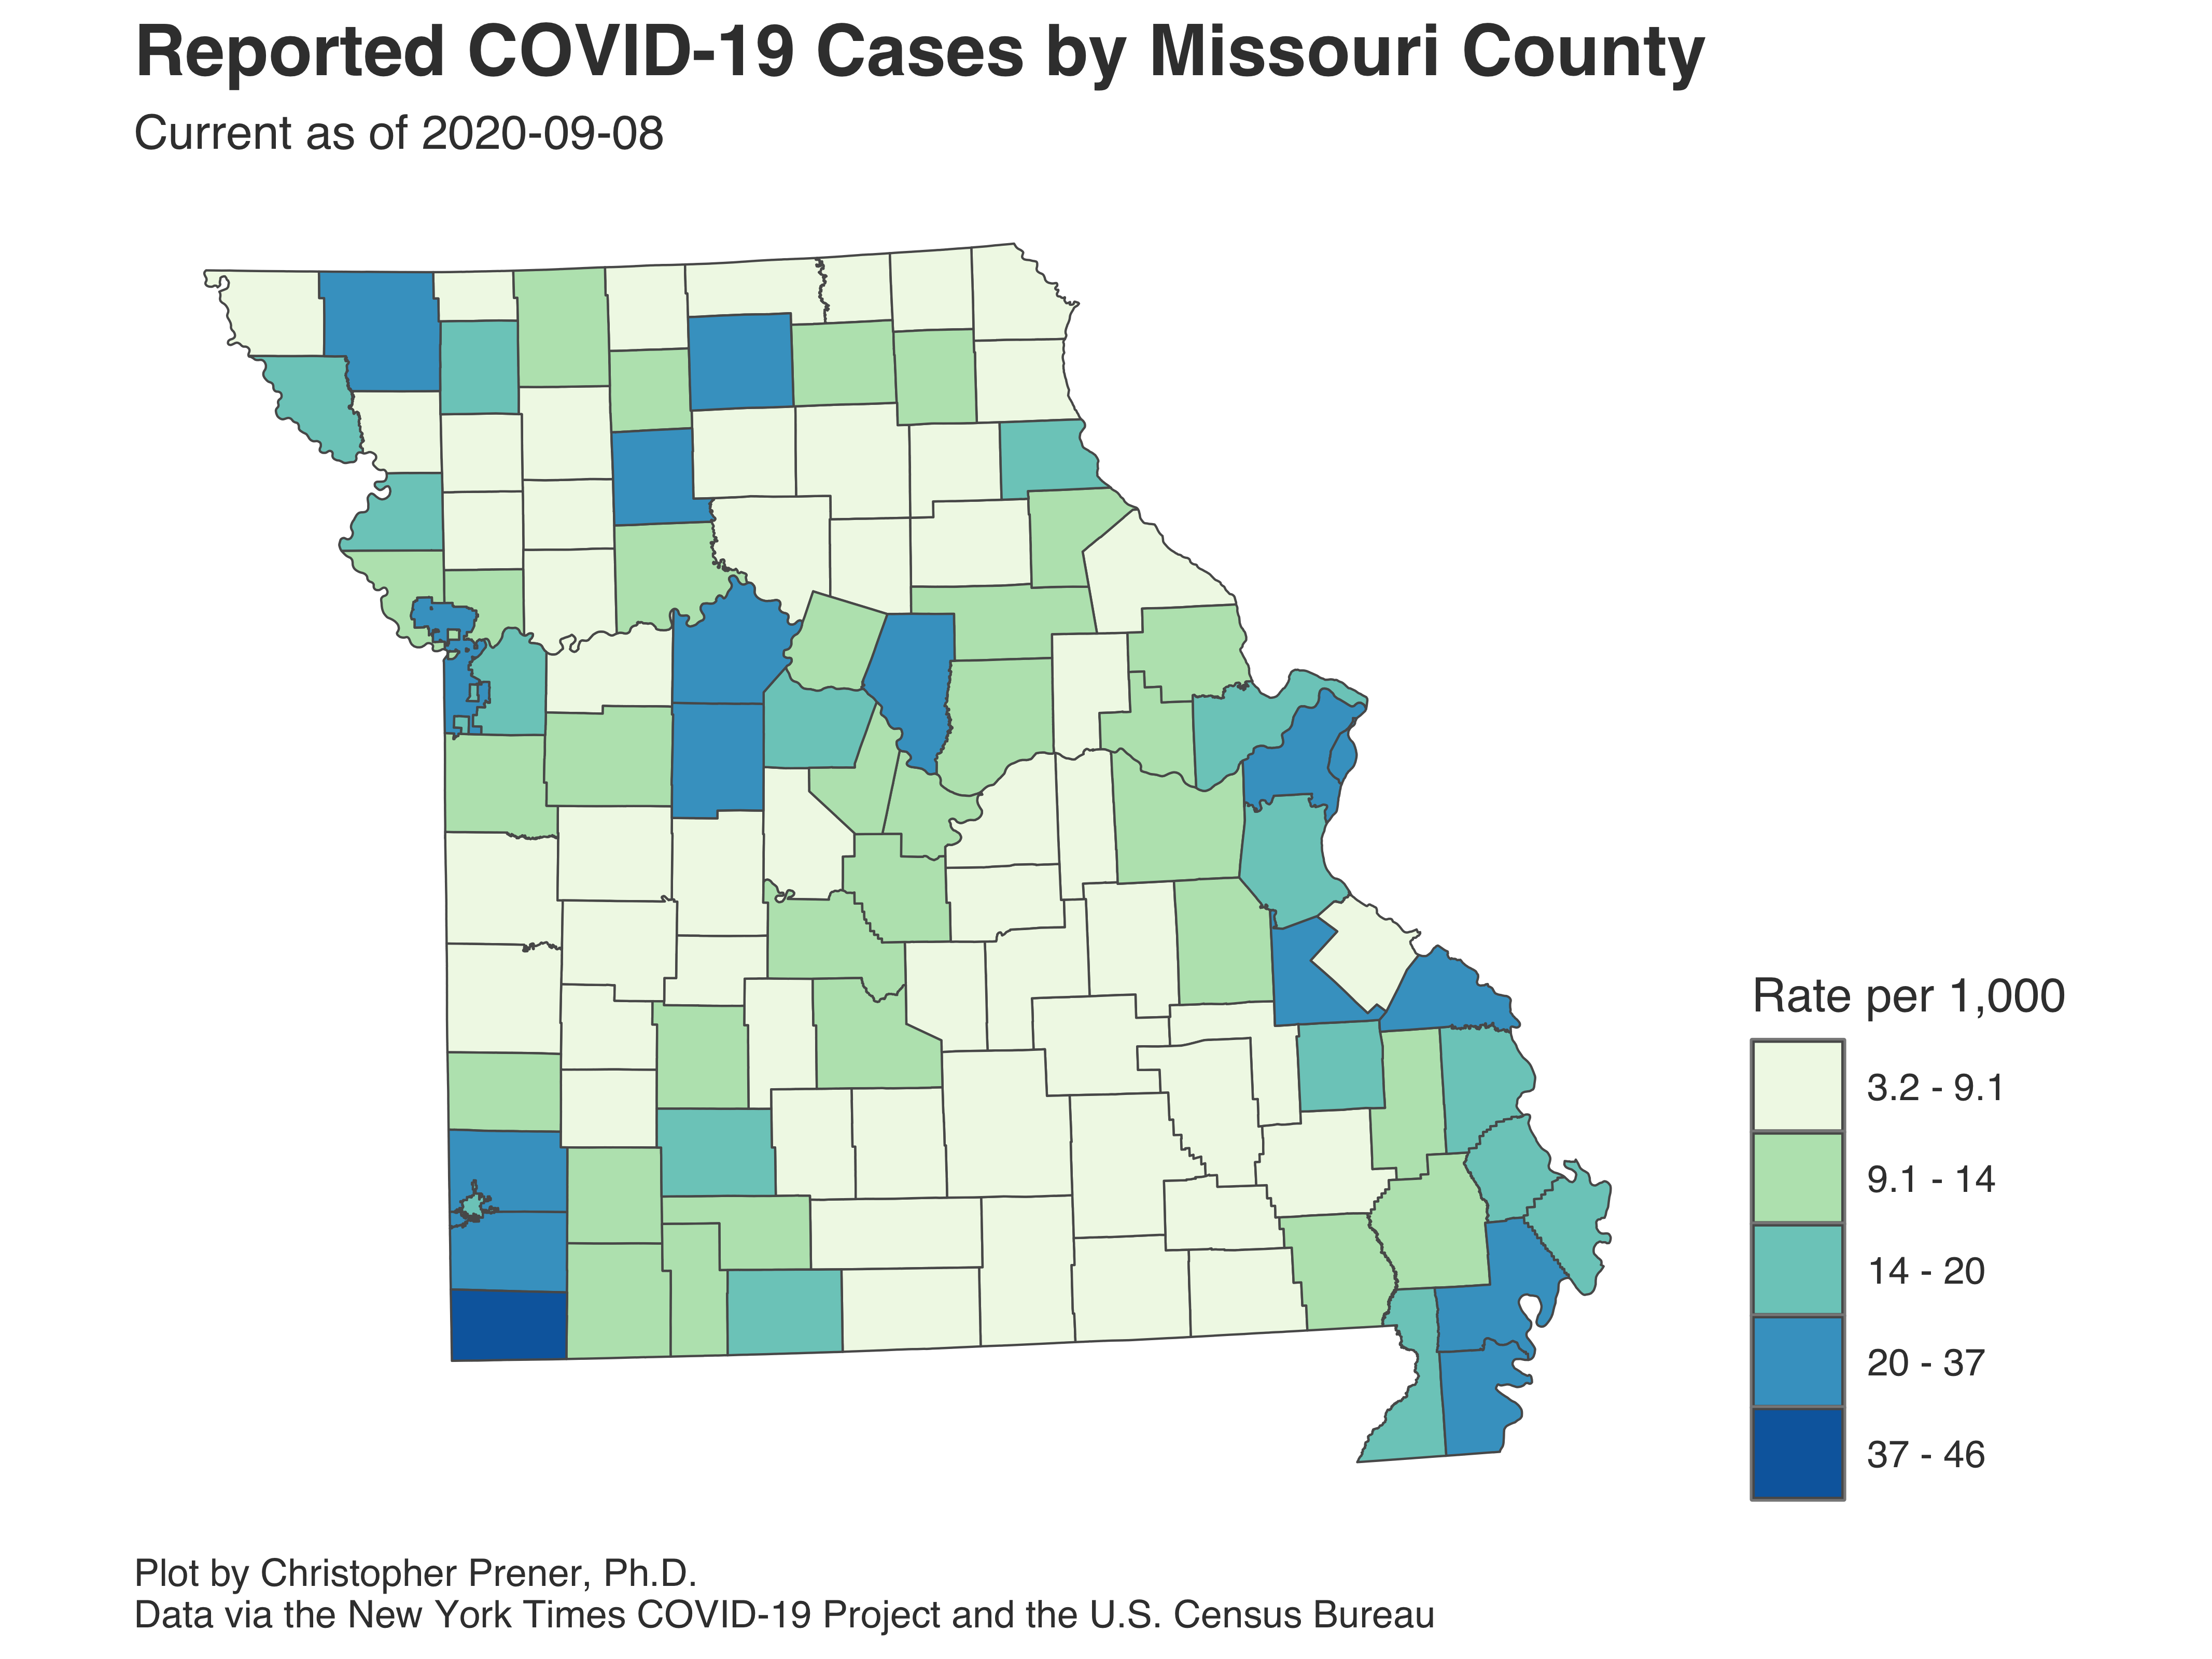 Reported COVID-19 Cases by Missouri County
Current as of 2020-09-08
Rate per 1,000
3.2 - 9.1
9.1 - 14
14 - 20
20 - 37
37 - 46
Plot by Christopher Prener, Ph.D.
Data via the New York Times COVID-19 Project and the U.S. Census Bureau